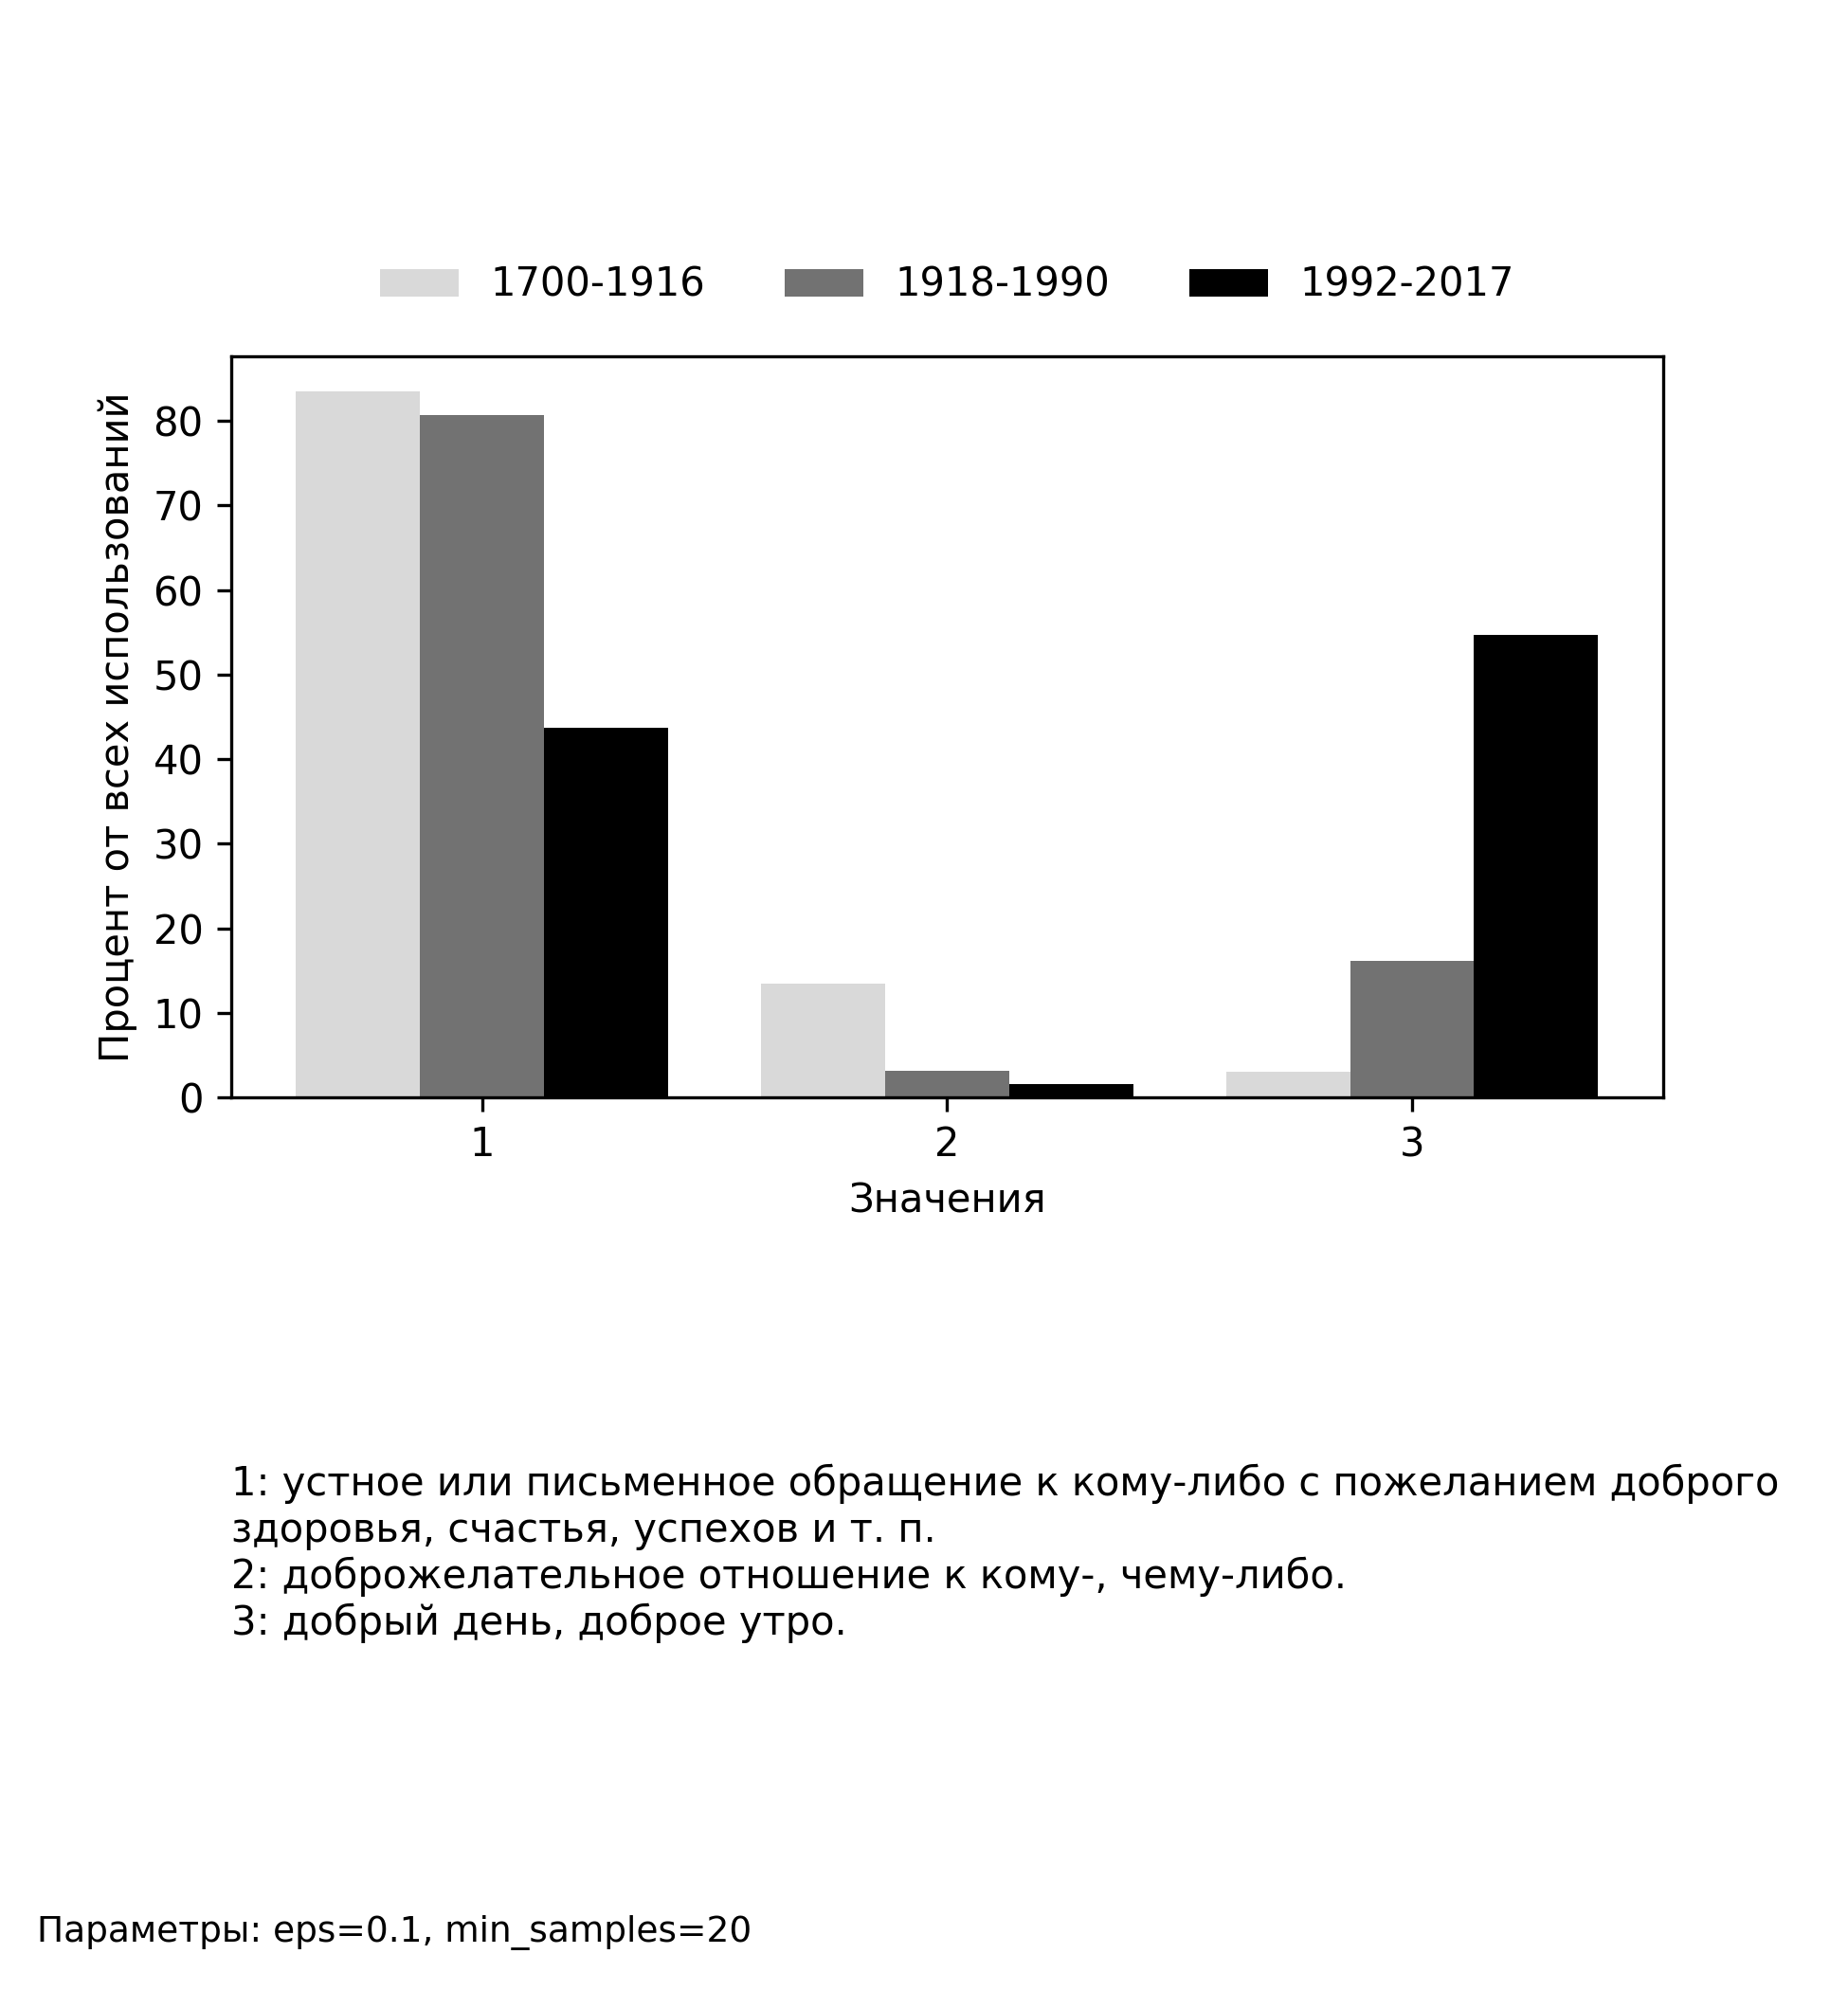 1700-1916 1918-1990 1992-2017
Процент от всех использований
80
70
60
50
40
30
20
10
0
1 2 3
Значения
1: устное или письменное обращение к кому-либо с пожеланием доброго
здоровья, счастья, успехов и т. п.
2: доброжелательное отношение к кому-, чему-либо.
3: добрый день, доброе утро.
Параметры: eps=0.1, min_samples=20